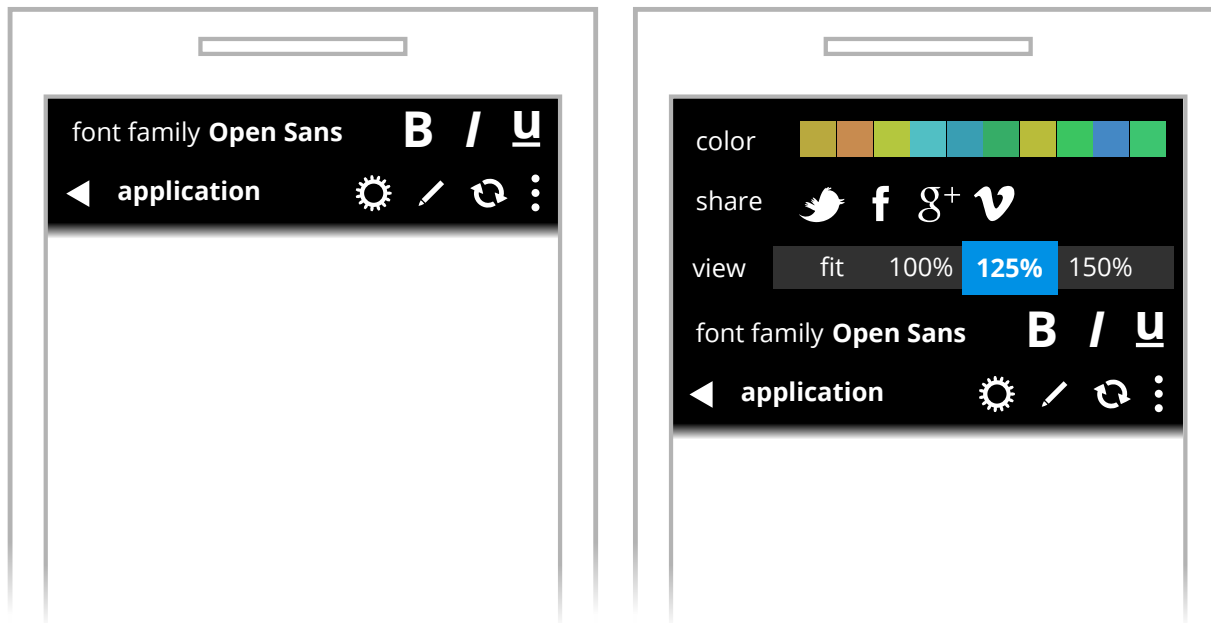 font family Open Sans B I u
application
color
share f g+ v
view fit 100% 125% 150%
font family Open Sans B I u
application